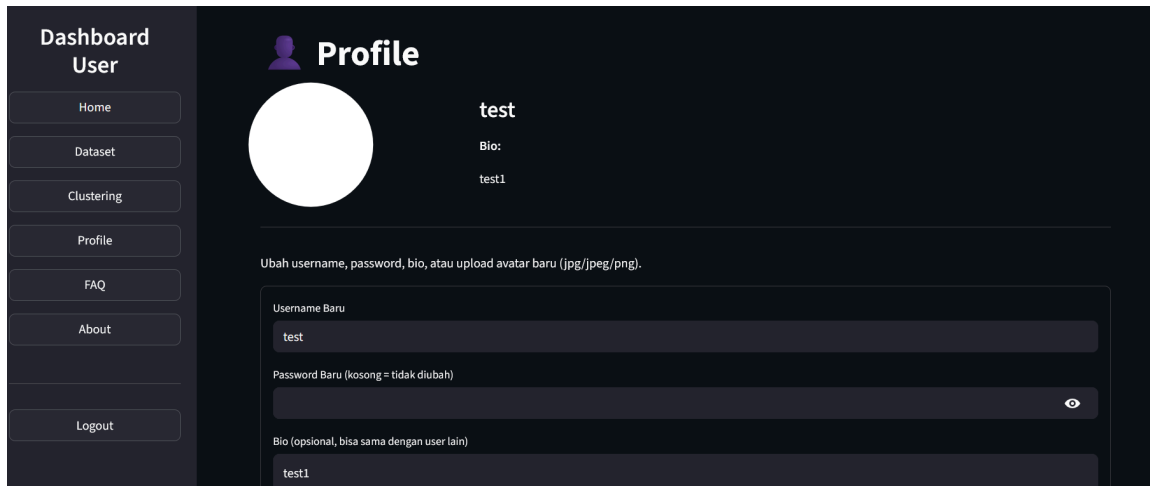 Dashboard
User
Home
Dataset
Clustering
Profile
FAQ
About
Logout
Profile
test
Bio:
test1
Ubah username, password, bio, atau upload avatar baru (jpg/jpeg/png).
Username Baru
test
Password Baru (kosong = tidak diubah)
Bio (opsional, bisa sama dengan user lain)
test1